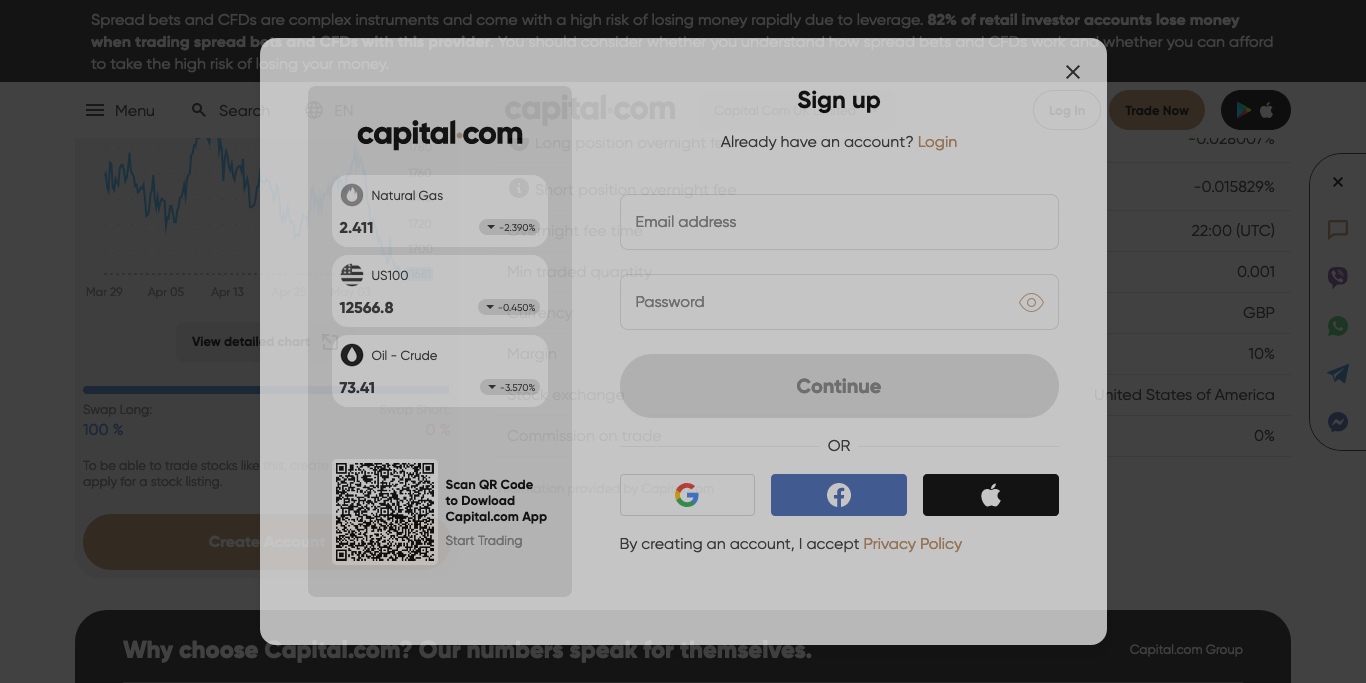 Spread bets and CFDs are complex instruments and come with a high risk of losing money rapidly due to leverage. 82% of retail investor accounts lose money
when trading spread bets and CFDs with this provider. You should consider whether you understand how spread bets and CFDs work and whether you can afford
to take the high risk of losing your money.
Menu
Search
EN
capital.com
Log In
Trade Now
Sign up
Already have an account? Login
capital.com
Natural Gas
2.411
-2.390%
US100
12566.8
-0.450%
Oil - Crude
73.41
-3.570%
Scan QR Code
to Dowload
Capital.com App
Start Trading
Email address
Password
Continue
OR
By creating an account, I accept Privacy Policy
1760
1720
1700
Mar 29
Apr 05
Apr 13
View detailed chart
Swap Long:
100 %
Swap Short:
0 %
To be able to trade stocks like this, create
apply for a stock listing.
Create Account
Long position overnight fee
-0.028007%
Short position overnight fee
-0.015829%
Overnight fee time
22:00 (UTC)
Min traded quantity
0.001
Currency
GBP
Margin
10%
Stock exchange
United States of America
Commission on trade
0%
Why choose Capital.com? Our numbers speak for themselves.
Capital.com Group